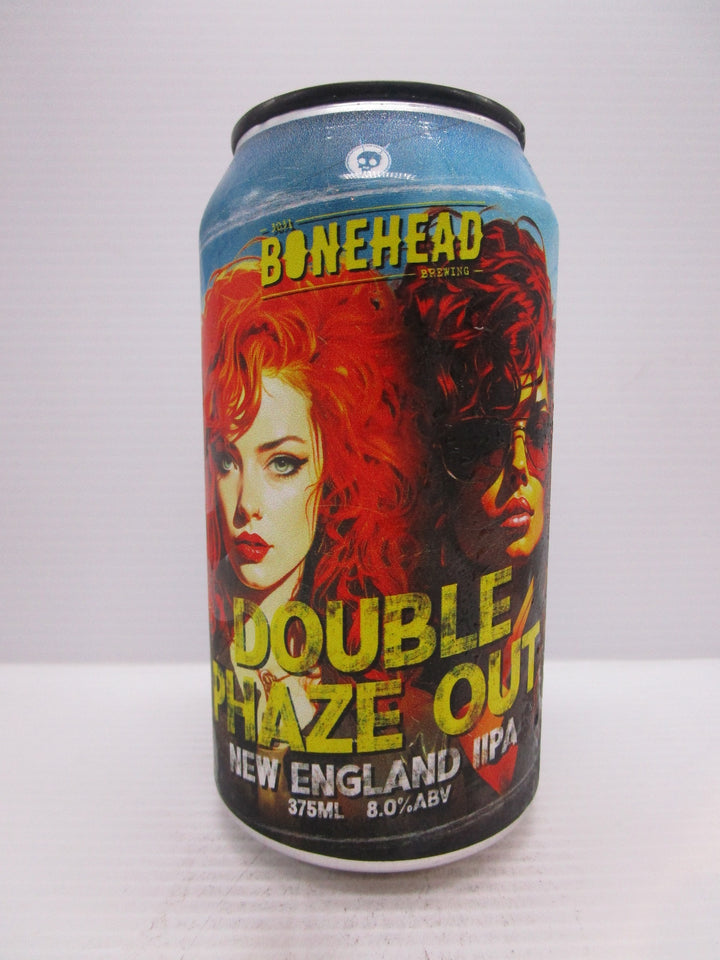 BONEHEAD
BREWING
DOUBLE
PHAZE OUT
NEW ENGLAND IIPA
375ML 8.0%ABV